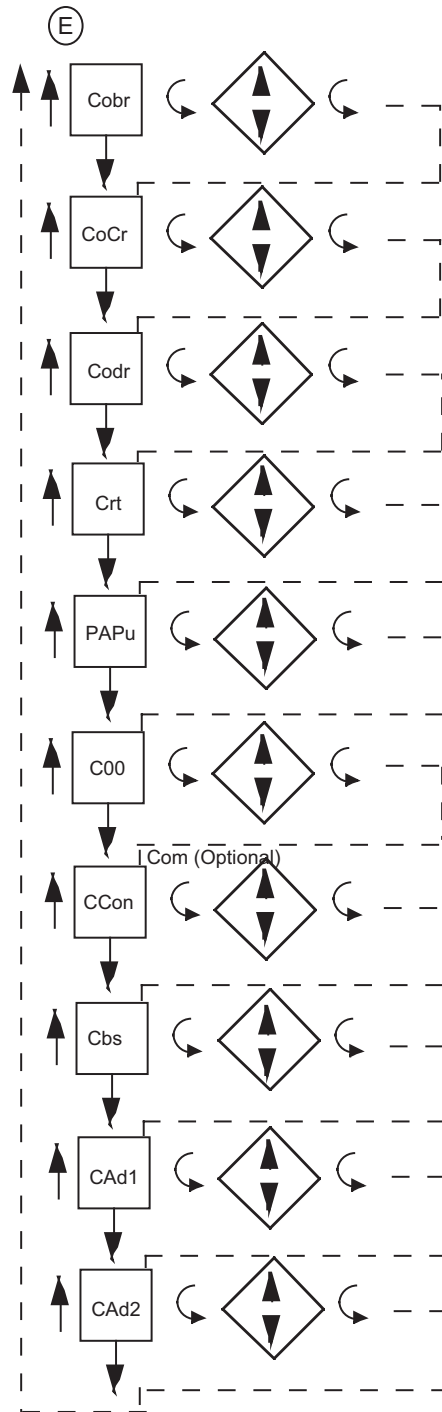 E
Cobr
CoCr
Codr
Crt
PAPu
C00
Com (Optional)
CCon
Cbs
CAd1
CAd2